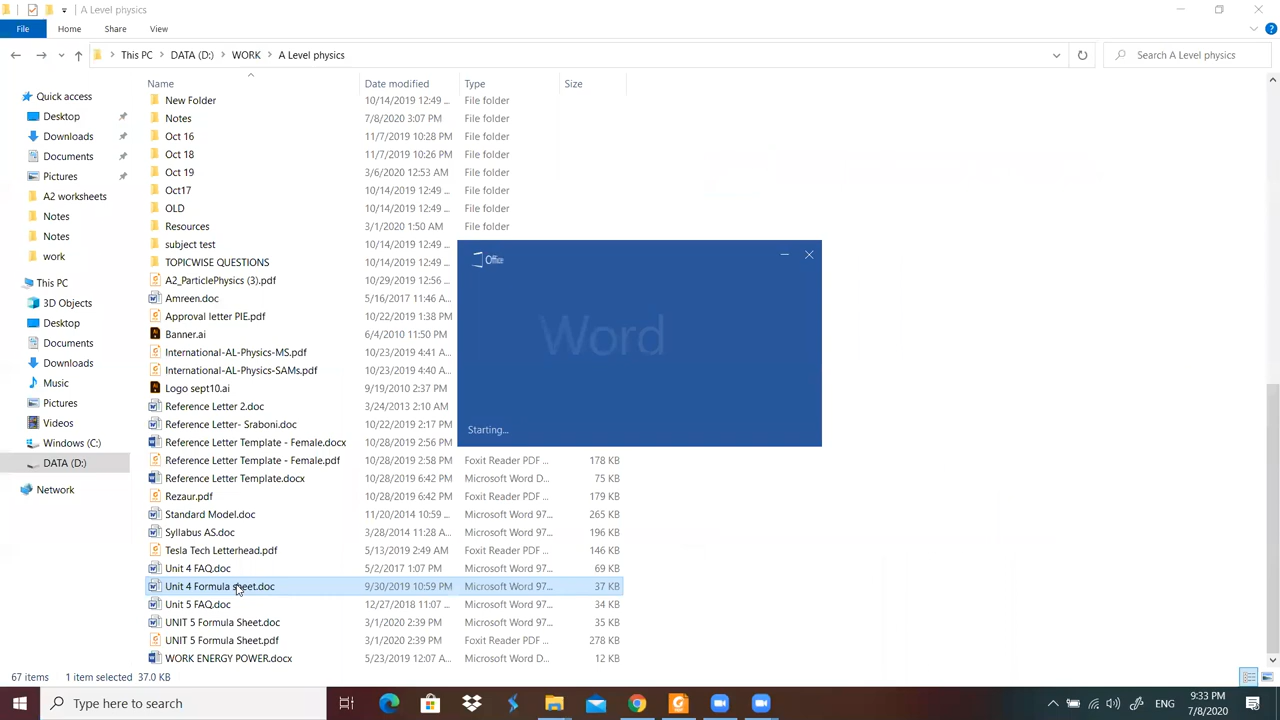 A Level physics
File Home Share View
This PC DATA (D:) WORK A Level physics Search A Level physics
Name Date modified Type Size
Quick access
Desktop
Downloads
Documents
Pictures
A2 worksheets
Notes
Notes
work
This PC
3D Objects
Desktop
Documents
Downloads
Music
Pictures
Videos
Windows (C:)
DATA (D:)
Network
New Folder 10/14/2019 12:49 ... File folder
Notes 7/8/2020 3:07 PM File folder
Oct 16 11/7/2019 10:28 PM File folder
Oct 18 11/7/2019 10:26 PM File folder
Oct 19 3/6/2020 12:53 AM File folder
Oct17 10/14/2019 12:49 ... File folder
OLD 10/14/2019 12:49 ... File folder
Resources 3/1/2020 1:50 AM File folder
subject test 10/14/2019 12:49 ...
TOPICWISE QUESTIONS 10/14/2019 12:49 ...
A2_ParticlePhysics (3).pdf 10/29/2019 12:56 ...
Amreen.doc 5/16/2017 11:46 A...
Approval letter PIE.pdf 10/22/2019 1:38 PM
Banner.ai 6/4/2010 11:50 PM
International-AL-Physics-MS.pdf 10/23/2019 4:41 A...
International-AL-Physics-SAMs.pdf 10/23/2019 4:40 A...
Logo sept10.ai 9/19/2010 2:37 PM
Reference Letter 2.doc 3/24/2013 2:10 AM
Reference Letter- Sraboni.doc 10/22/2019 2:17 PM
Reference Letter Template - Female.docx 10/28/2019 2:56 PM
Reference Letter Template - Female.pdf 10/28/2019 2:58 PM Foxit Reader PDF ... 178 KB
Reference Letter Template.docx 10/28/2019 6:42 PM Microsoft Word D... 75 KB
Rezaur.pdf 10/28/2019 6:42 PM Foxit Reader PDF ... 179 KB
Standard Model.doc 11/20/2014 10:59 ... Microsoft Word 97... 265 KB
Syllabus AS.doc 3/28/2014 11:28 A... Microsoft Word 97... 196 KB
Tesla Tech Letterhead.pdf 5/13/2019 2:49 AM Foxit Reader PDF ... 146 KB
Unit 4 FAQ.doc 5/2/2017 1:07 PM Microsoft Word 97... 69 KB
Unit 4 Formula sheet.doc 9/30/2019 10:59 PM Microsoft Word 97... 37 KB
Unit 5 FAQ.doc 12/27/2018 11:07 ... Microsoft Word 97... 34 KB
UNIT 5 Formula Sheet.doc 3/1/2020 2:39 PM Microsoft Word 97... 35 KB
UNIT 5 Formula Sheet.pdf 3/1/2020 2:39 PM Foxit Reader PDF ... 278 KB
WORK ENERGY POWER.docx 5/23/2019 12:07 A... Microsoft Word D... 12 KB
Office
Word
Starting...
67 items 1 item selected 37.0 KB
Type here to search
ENG
9:33 PM
7/8/2020